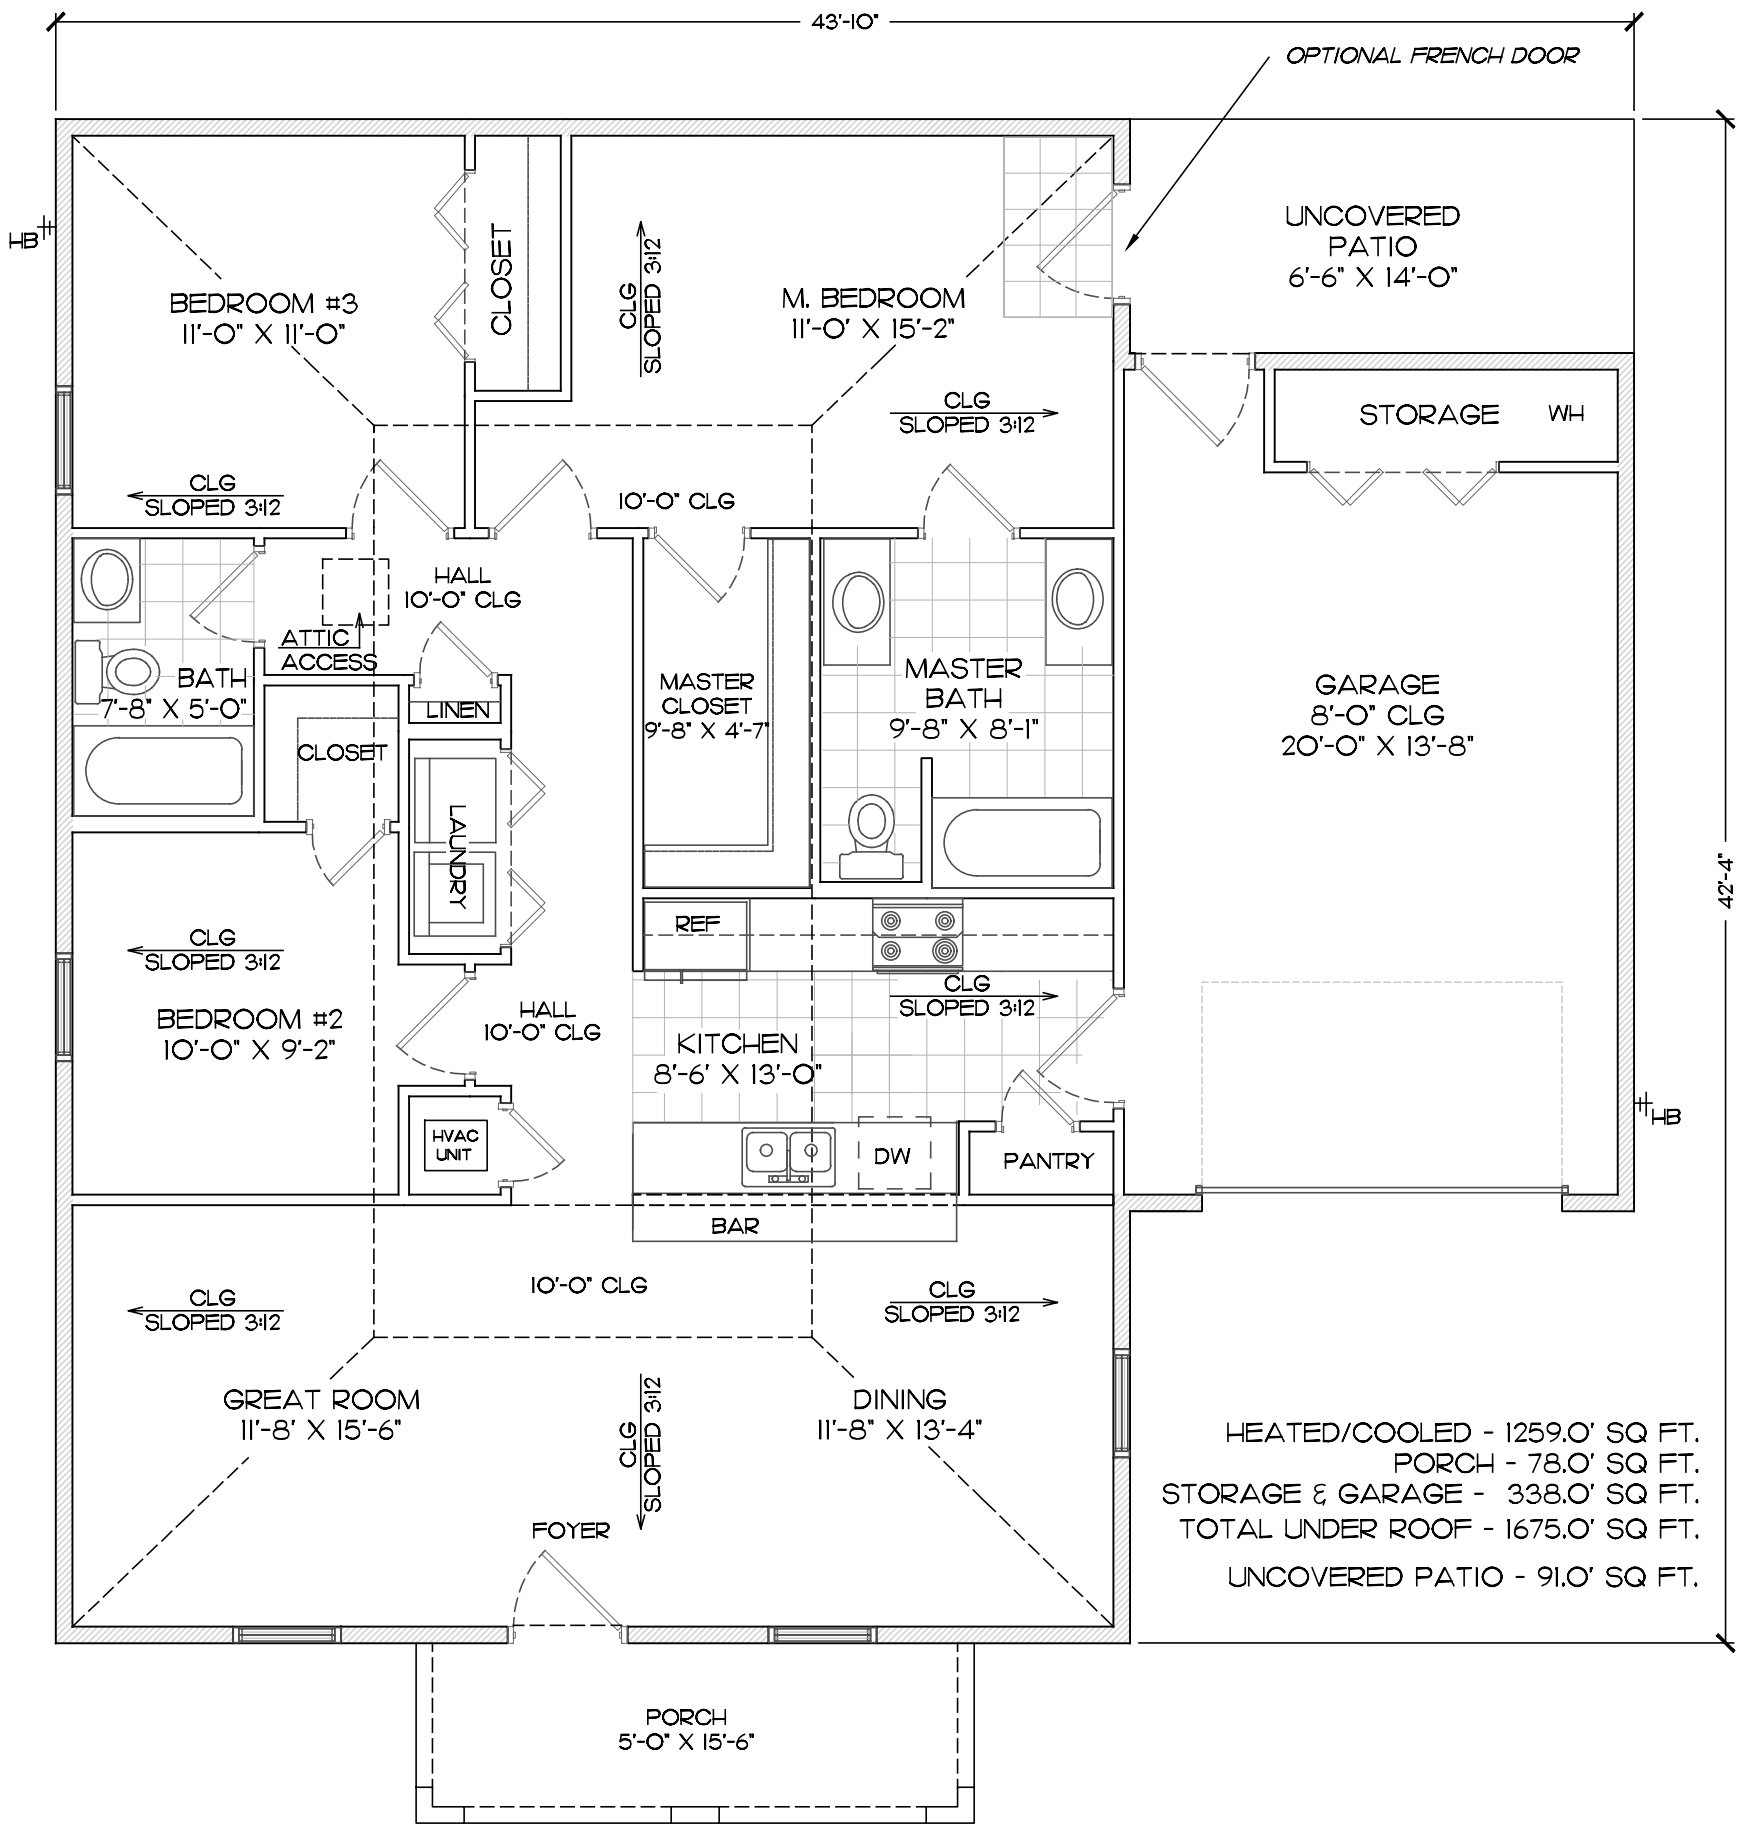 43'-10"
OPTIONAL FRENCH DOOR
HB
BEDROOM #3
11'-0" X 11'-0"
CLOSET
CLG
SLOPED 3:12
M. BEDROOM
11'-0' X 15'-2"
UNCOVERED
PATIO
6'-6" X 14'-0"
CLG
SLOPED 3:12
STORAGE
WH
CLG
SLOPED 3:12
10'-0" CLG
HALL
10'-0" CLG
ATTIC
ACCESS
BATH
7'-8" X 5'-0"
LINEN
CLOSET
MASTER
CLOSET
9'-8" X 4'-7"
MASTER
BATH
9'-8" X 8'-1"
GARAGE
8'-0" CLG
20'-0" X 13'-8"
LAUNDRY
42'-4"
REF
CLG
SLOPED 3:12
CLG
SLOPED 3:12
BEDROOM #2
10'-0" X 9'-2"
HALL
10'-0" CLG
KITCHEN
8'-6' X 13'-0"
HB
HVAC
UNIT
DW
PANTRY
BAR
10'-0" CLG
CLG
SLOPED 3:12
CLG
SLOPED 3:12
GREAT ROOM
11'-8' X 15'-6"
CLG
SLOPED 3:12
DINING
11'-8" X 13'-4"
FOYER
HEATED/COOLED - 1259.0' SQ FT.
PORCH - 78.0' SQ FT.
STORAGE & GARAGE - 338.0' SQ FT.
TOTAL UNDER ROOF - 1675.0' SQ FT.
UNCOVERED PATIO - 91.0' SQ FT.
PORCH
5'-0" X 15'-6"